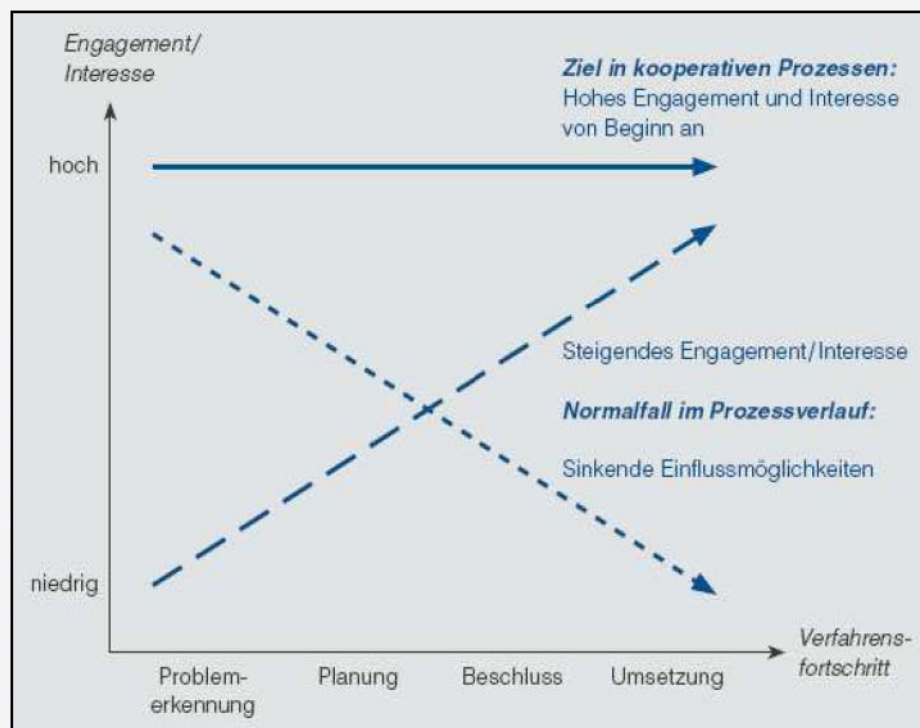 Engagement/
Interesse
Ziel in kooperativen Prozessen:
Hohes Engagement und Interesse
von Beginn an
hoch
Steigendes Engagement/Interesse
Normalfall im Prozessverlauf:
Sinkende Einflussmöglichkeiten
niedrig
Verfahrens-
fortschritt
Problem-
erkennung
Planung
Beschluss
Umsetzung